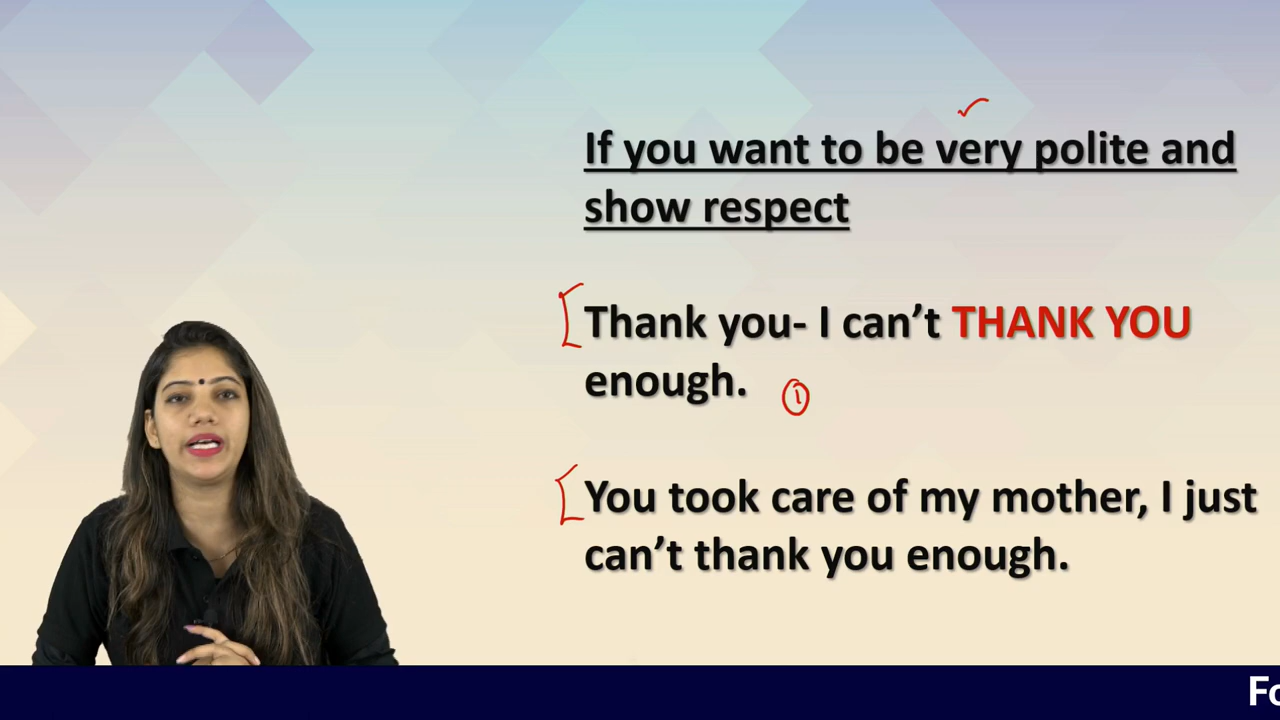 If you want to be very polite and
show respect
Thank you- I can’t THANK YOU
enough.
1
You took care of my mother, I just
can’t thank you enough.